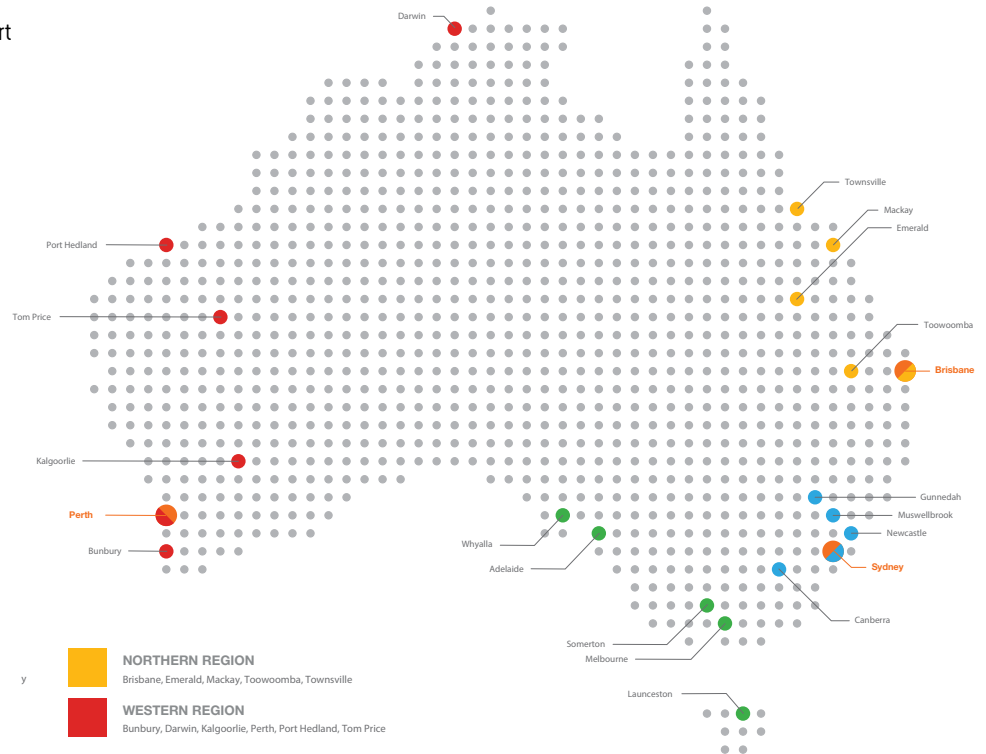 rt
Darwin
Townsville
Mackay
Emerald
Port Hedland
Tom Price
Toowoomba
Brisbane
Kalgoorlie
Gunnedah
Perth
Muswellbrook
Newcastle
Whyalla
Bunbury
Adelaide
Sydney
Canberra
Somerton
Melbourne
NORTHERN REGION
y
Brisbane, Emerald, Mackay, Toowoomba, Townsville
Launceston
WESTERN REGION
Bunbury, Darwin, Kalgoorlie, Perth, Port Hedland, Tom Price